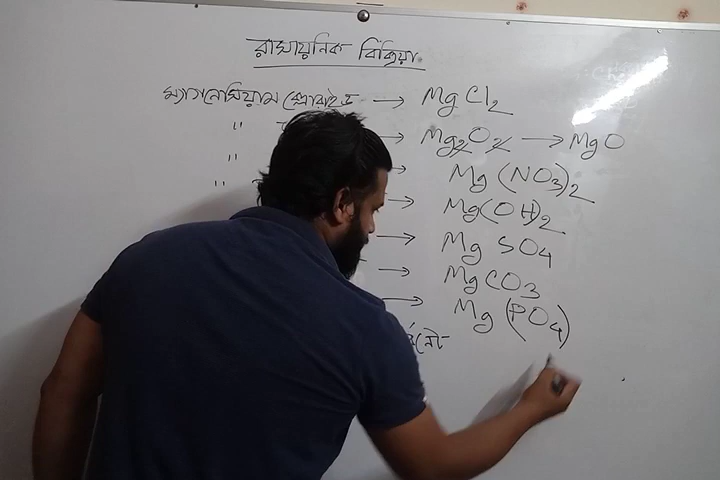 রাসায়নিক বিক্রিয়া
ম্যাগনেসিয়াম ক্লোরাইড → MgCl2
" → Mg2O2 → MgO
" → Mg(NO3)2
" → Mg(OH)2
→ MgSO4
→ MgCO3
→ Mg(PO4)